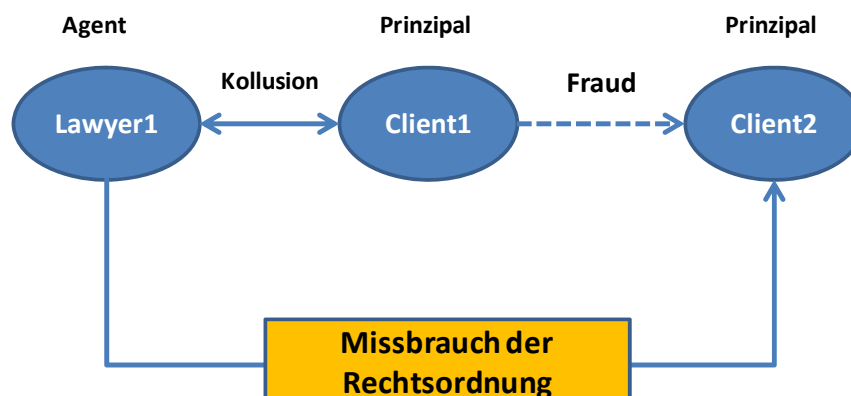 Agent Prinzipal Prinzipal
Kollusion Fraud
Lawyer1 Client1 Client2
Missbrauch der
Rechtsordnung